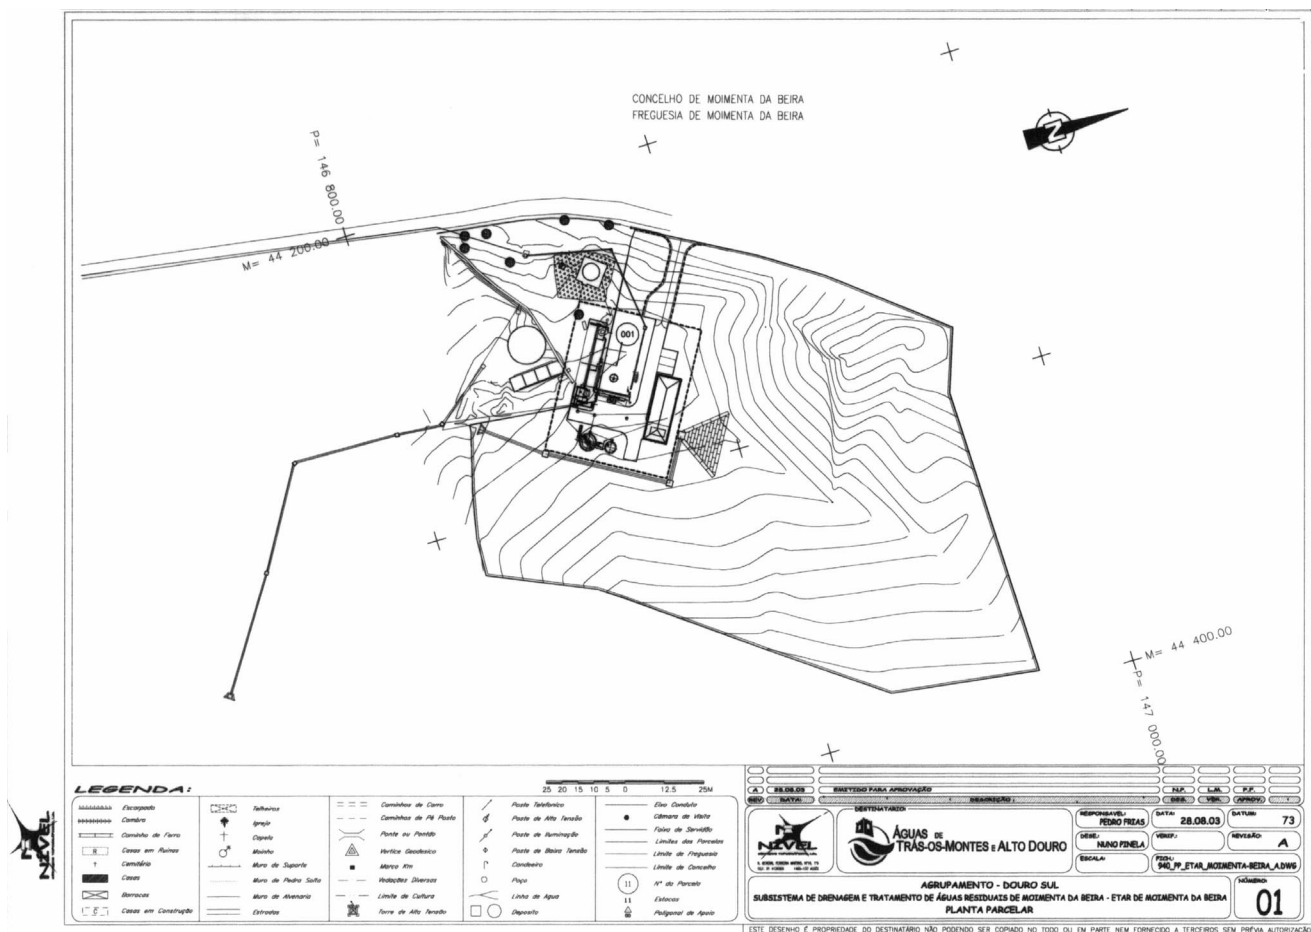 CONCELHO DE MOIMENTA DA BEIRA
FREGUESIA DE MOIMENTA DA BEIRA
N
P= 146 800.00
M= 44 200.00
001
M= 44 400.00
P= 147 000.00
LEGENDA:
25 20 15 10 5 0 12.5 25M
Escarpado
Combro
Caminho de Ferro
R Casas em Ruinas
Cemitério
Casas
Barracos
C Casas em Construção
Telheiros
Igreja
Capela
Moinho
Muro de Suporte
Muro de Pedra Solta
Muro de Alvenaria
Estradas
Caminhos de Carro
Caminhos de Pé Posto
Ponte ou Pontão
Vertice Geodesico
Marco Km
Vedações Diversas
Limite de Cultura
Torre de Alta Tensão
Poste Telefonico
Poste de Alta Tensão
Poste de Iluminação
Poste de Baixa Tensão
Candeeiro
Poço
Linha de Agua
Deposito
Eixo Conduta
Câmara de Visita
Faixa de Servidão
Limites das Parcelas
Limite de Freguesia
Limite de Concelho
11 Nº da Parcela
11 Estacas
Poligonal de Apoio
A 28.08.03 EMITIDO PARA APROVAÇÃO N.P. L.M. P.F.
REV. DATA: DESCRIÇÃO: DES. VER. APROV.
NÍVEL
DESTINATÁRIO:
ÁGUAS DE
TRÁS-OS-MONTES E ALTO DOURO
RESPONSAVEL:
PEDRO FRIAS
DATA:
28.08.03
DATUM:
73
DESE.:
NUNO PINELA
VERIF.:
REVISÃO:
A
ESCALA:
FICH.:
940_PP_ETAR_MOIMENTA-BEIRA_A.DWG
AGRUPAMENTO - DOURO SUL
SUBSISTEMA DE DRENAGEM E TRATAMENTO DE ÁGUAS RESIDUAIS DE MOIMENTA DA BEIRA - ETAR DE MOIMENTA DA BEIRA
PLANTA PARCELAR
NÚMERO:
01
ESTE DESENHO É PROPRIEDADE DO DESTINATÁRIO NÃO PODENDO SER COPIADO NO TODO OU EM PARTE NEM FORNECIDO A TERCEIROS SEM PRÉVIA AUTORIZAÇÃO
NÍVEL